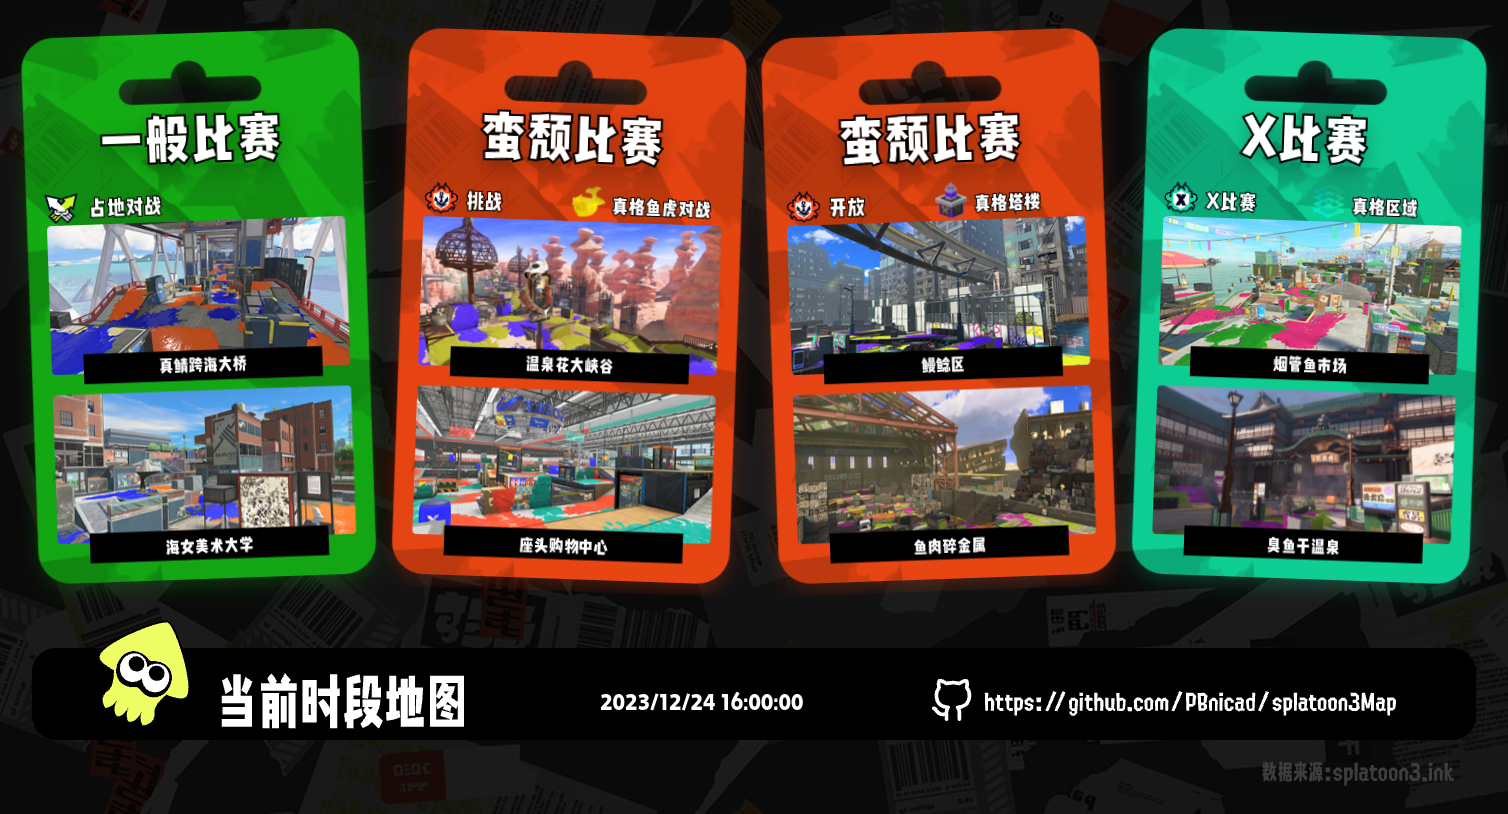 一般比赛
占地对战
真鲭跨海大桥
海女美术大学
蛮颓比赛
挑战
真格鱼虎对战
温泉花大峡谷
座头购物中心
蛮颓比赛
开放
真格塔楼
鳗鲶区
鱼肉碎金属
X比赛
X比赛
真格区域
烟管鱼市场
臭鱼干温泉
当前时段地图
2023/12/24 16:00:00
https://github.com/PBnicad/splatoon3Map
数据来源:splatoon3.ink